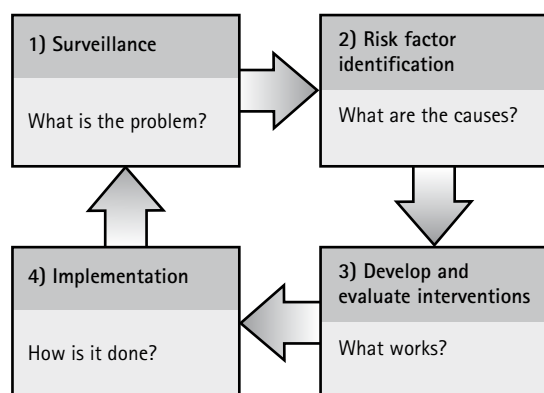 1) Surveillance
What is the problem?
2) Risk factor
identification
What are the causes?
3) Develop and
evaluate interventions
What works?
4) Implementation
How is it done?